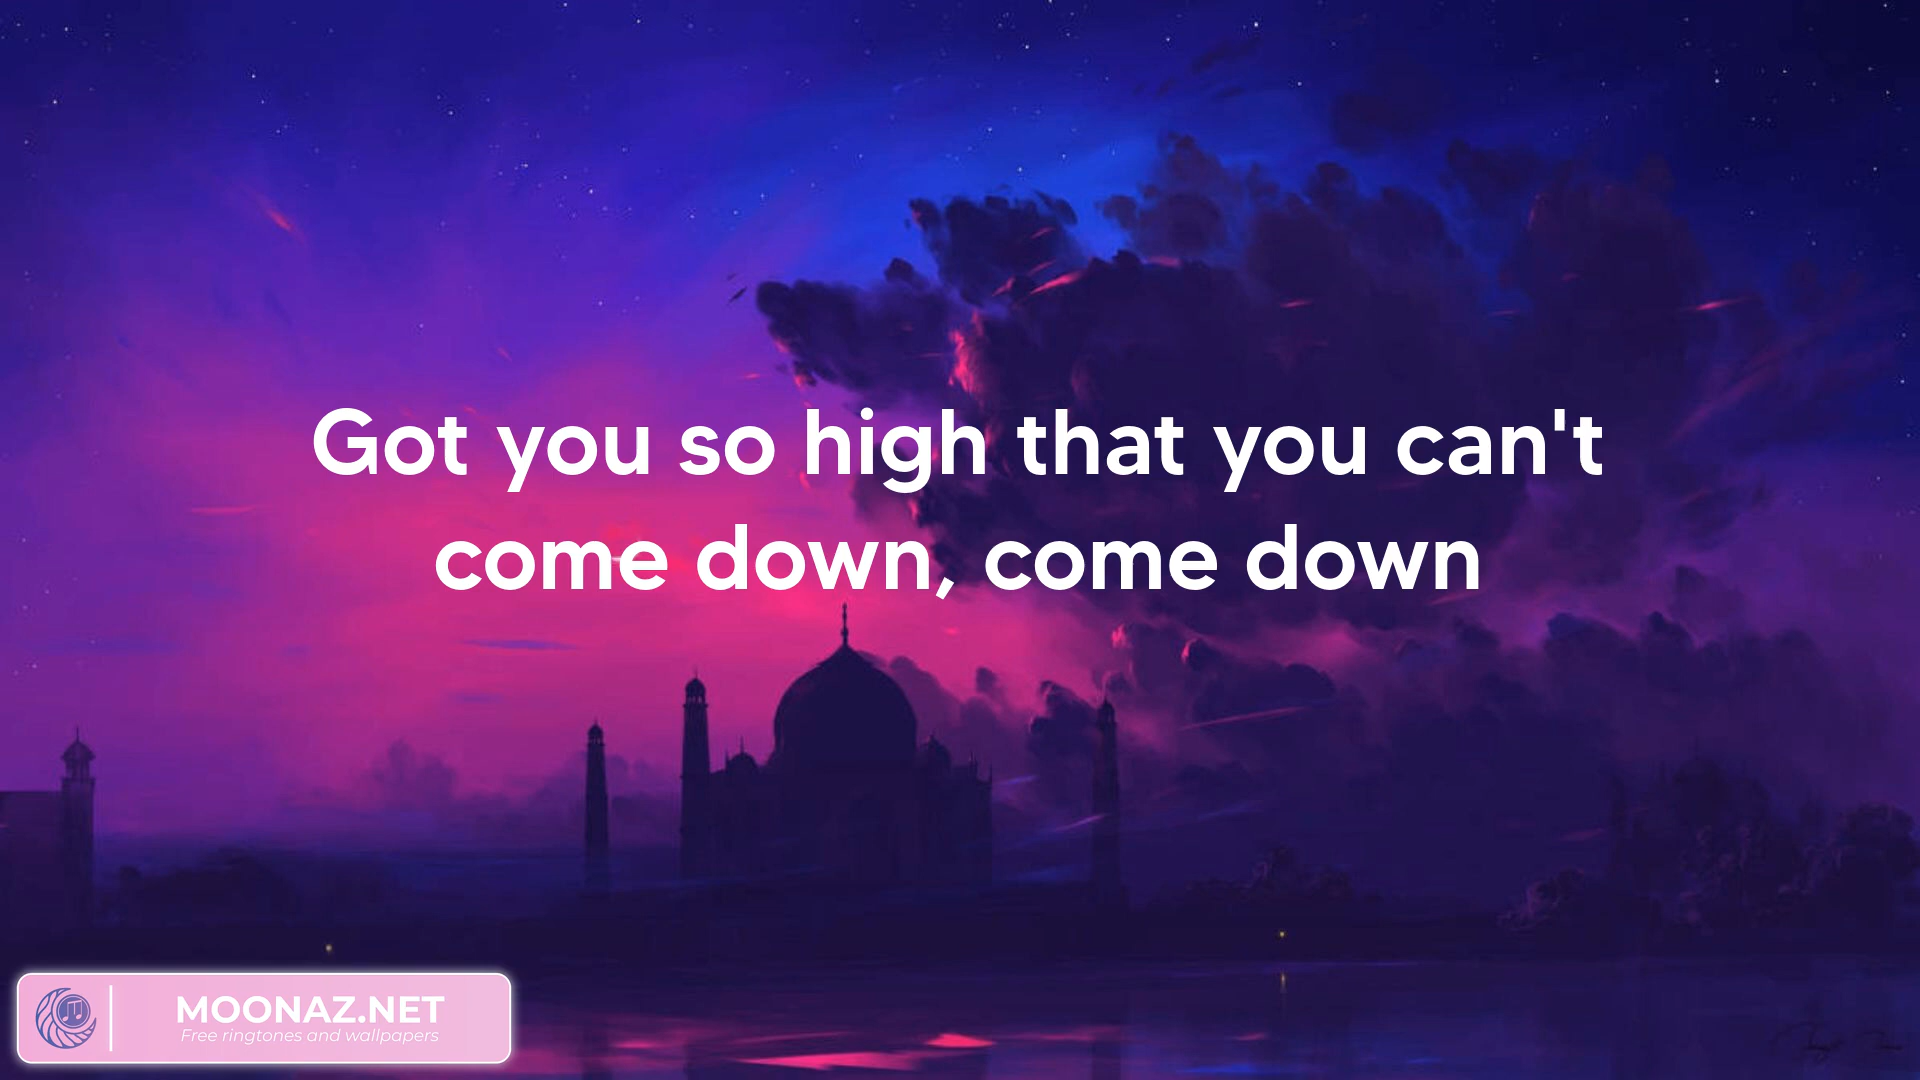 Got you so high that you can't
come down, come down
MOONAZ.NET
Free ringtones and wallpapers